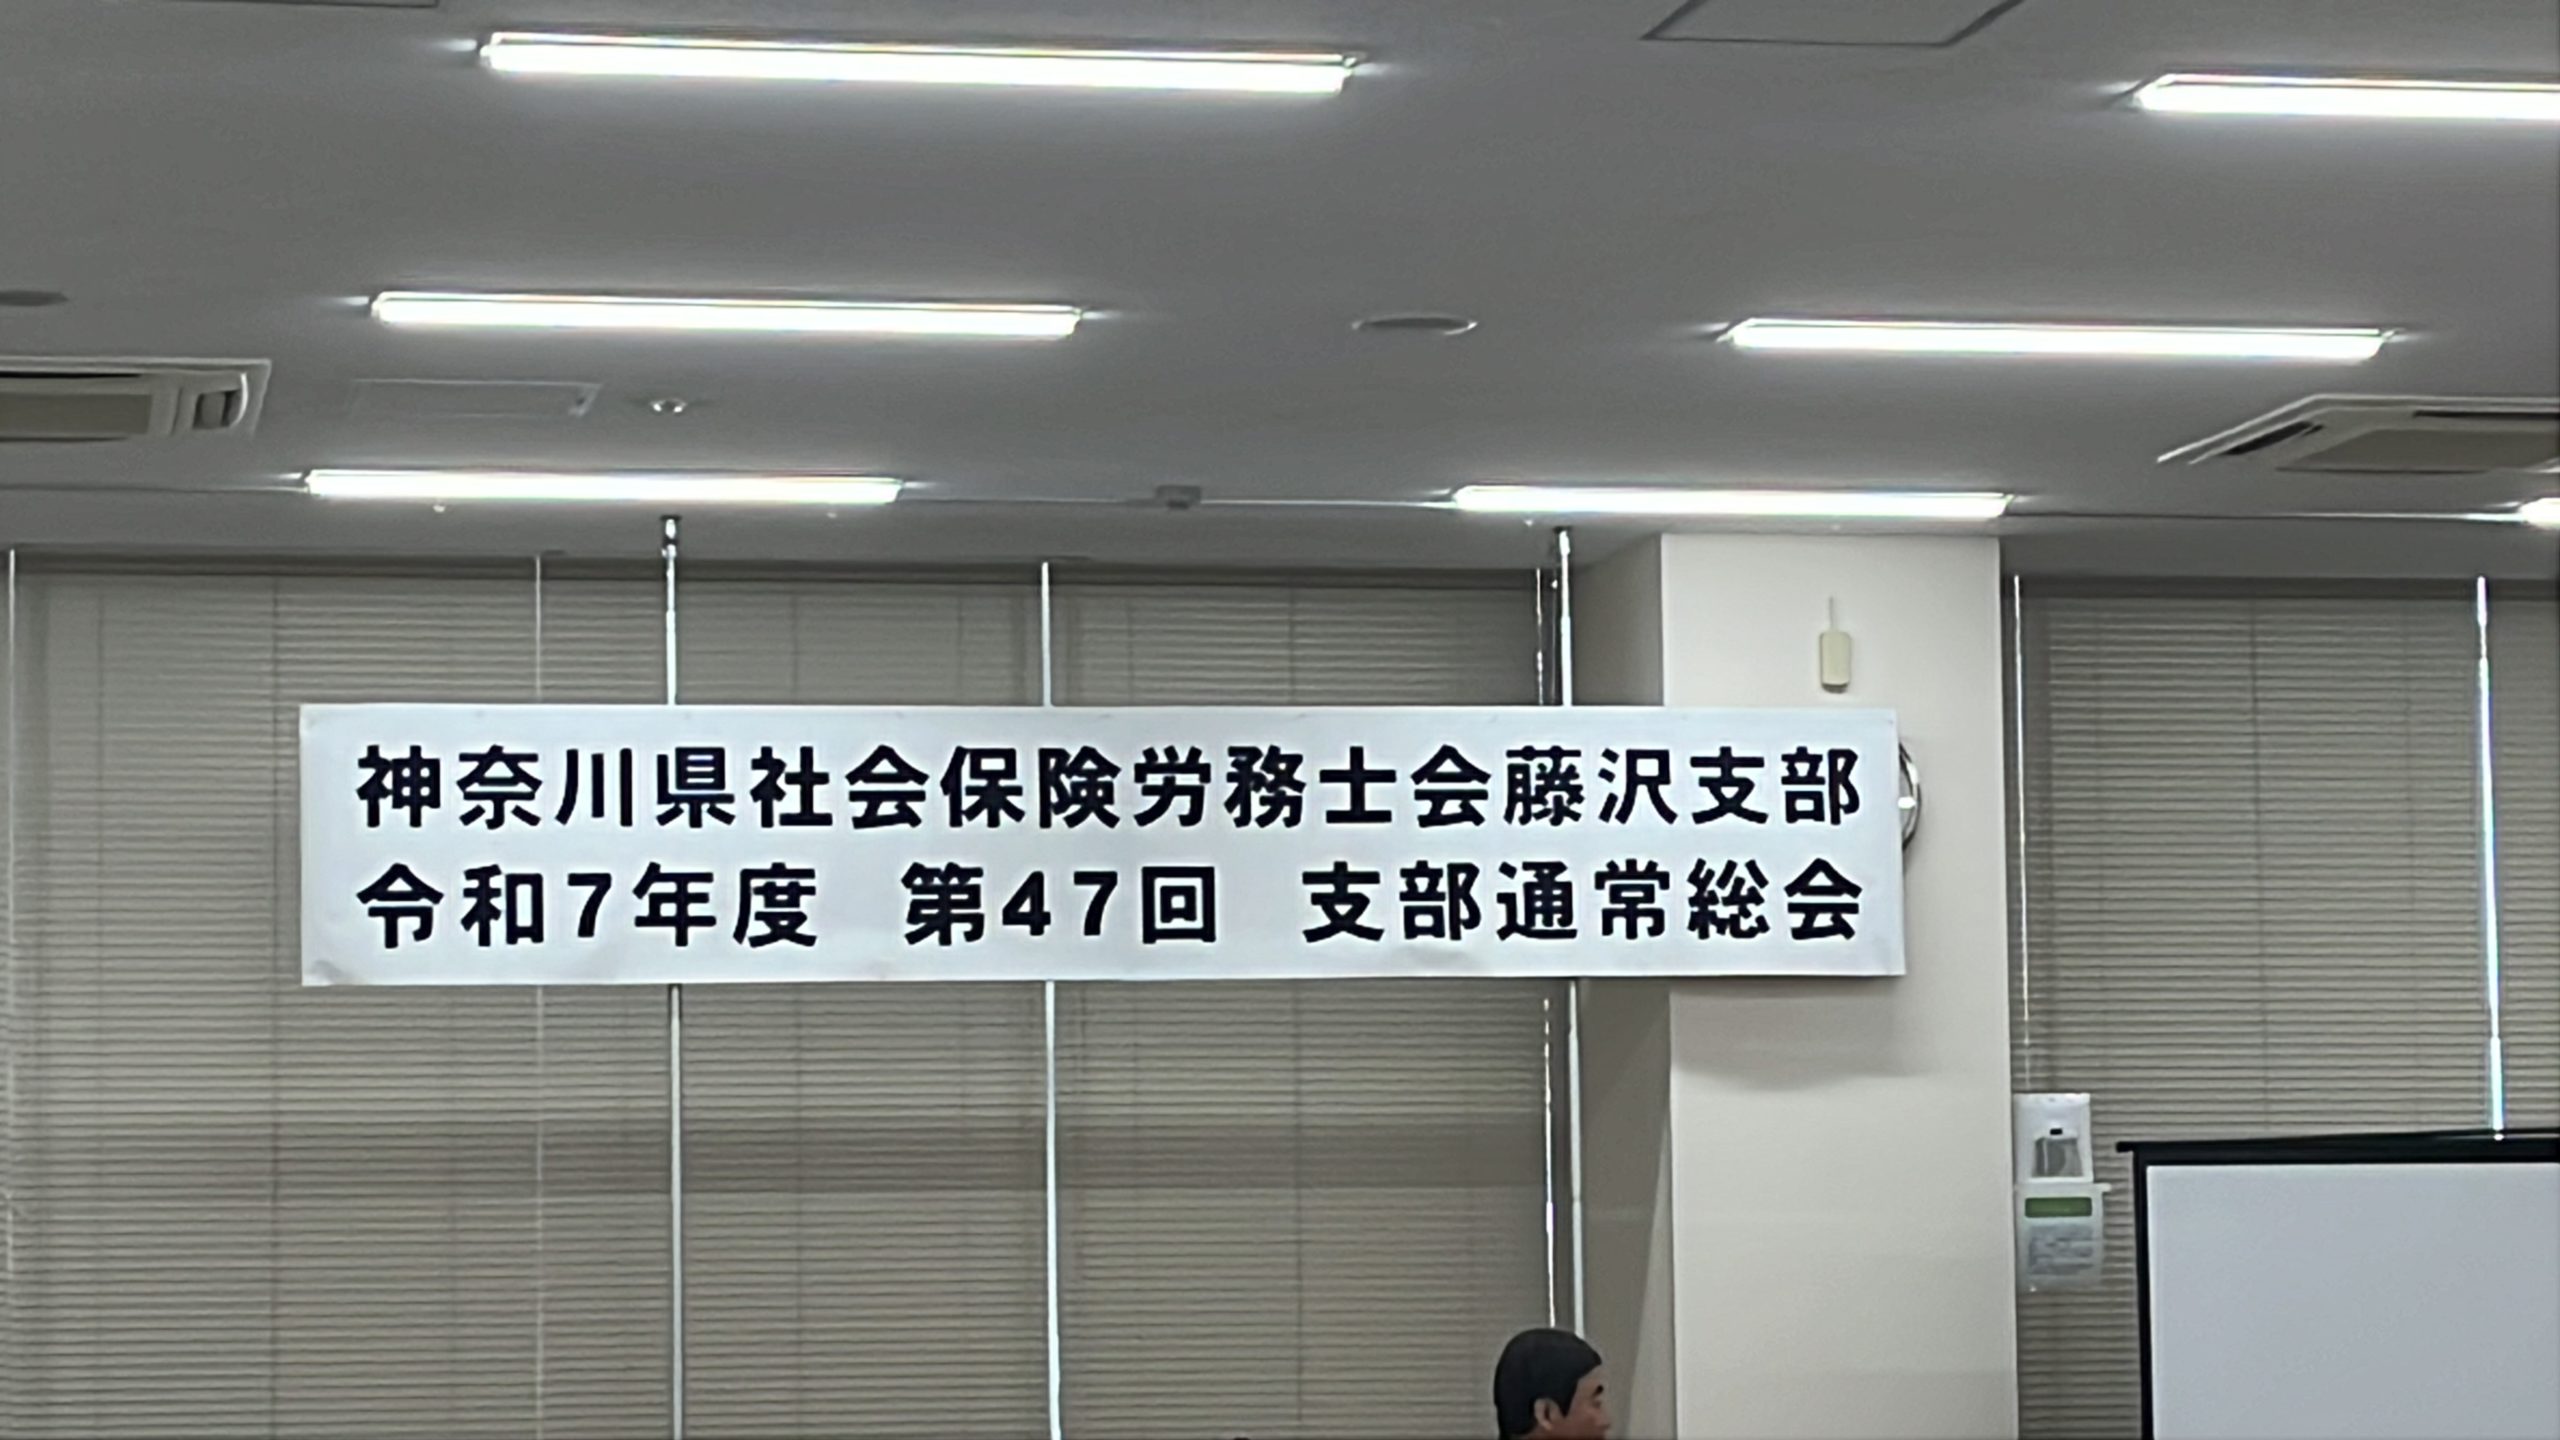 神奈川県社会保険労務士会藤沢支部
令和7年度 第47回 支部通常総会